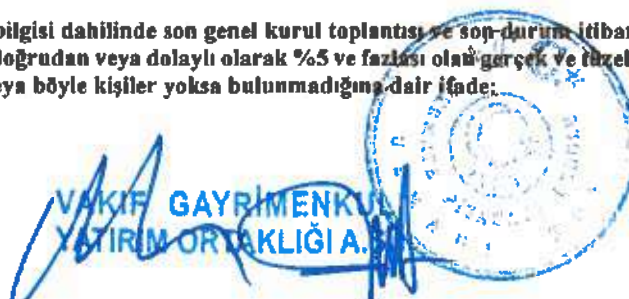 bilgisi dahilinde son genel kurul toplantısı ve son durum itibar
doğrudan veya dolaylı olarak %5 ve fazlası olan gerçek ve tüzel
eya böyle kişiler yoksa bulunmadığına dair ifade:
VAKIF GAYRİMENKUL
YATIRIM ORTAKLIĞI A.